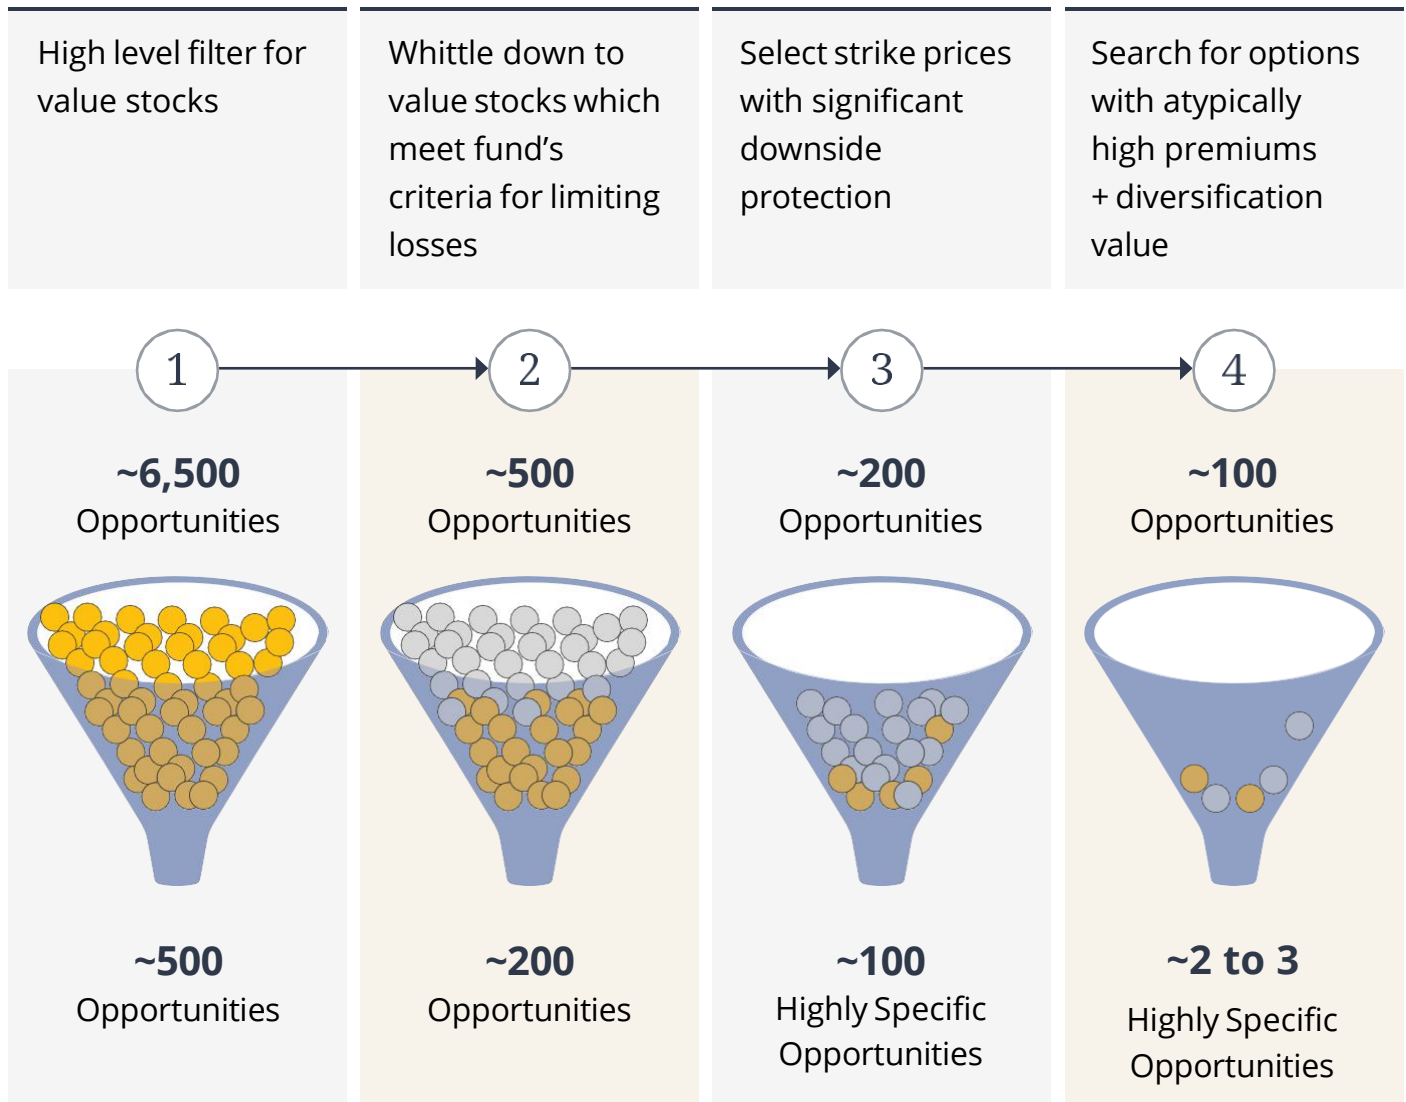 High level filter for
value stocks
Whittle down to
value stocks which
meet fund’s
criteria for limiting
losses
Select strike prices
with significant
downside
protection
Search for options
with atypically
high premiums
+ diversification
value
1
2
3
4
~6,500
Opportunities
~500
Opportunities
~200
Opportunities
~100
Opportunities
~500
Opportunities
~200
Opportunities
~100
Highly Specific
Opportunities
~2 to 3
Highly Specific
Opportunities